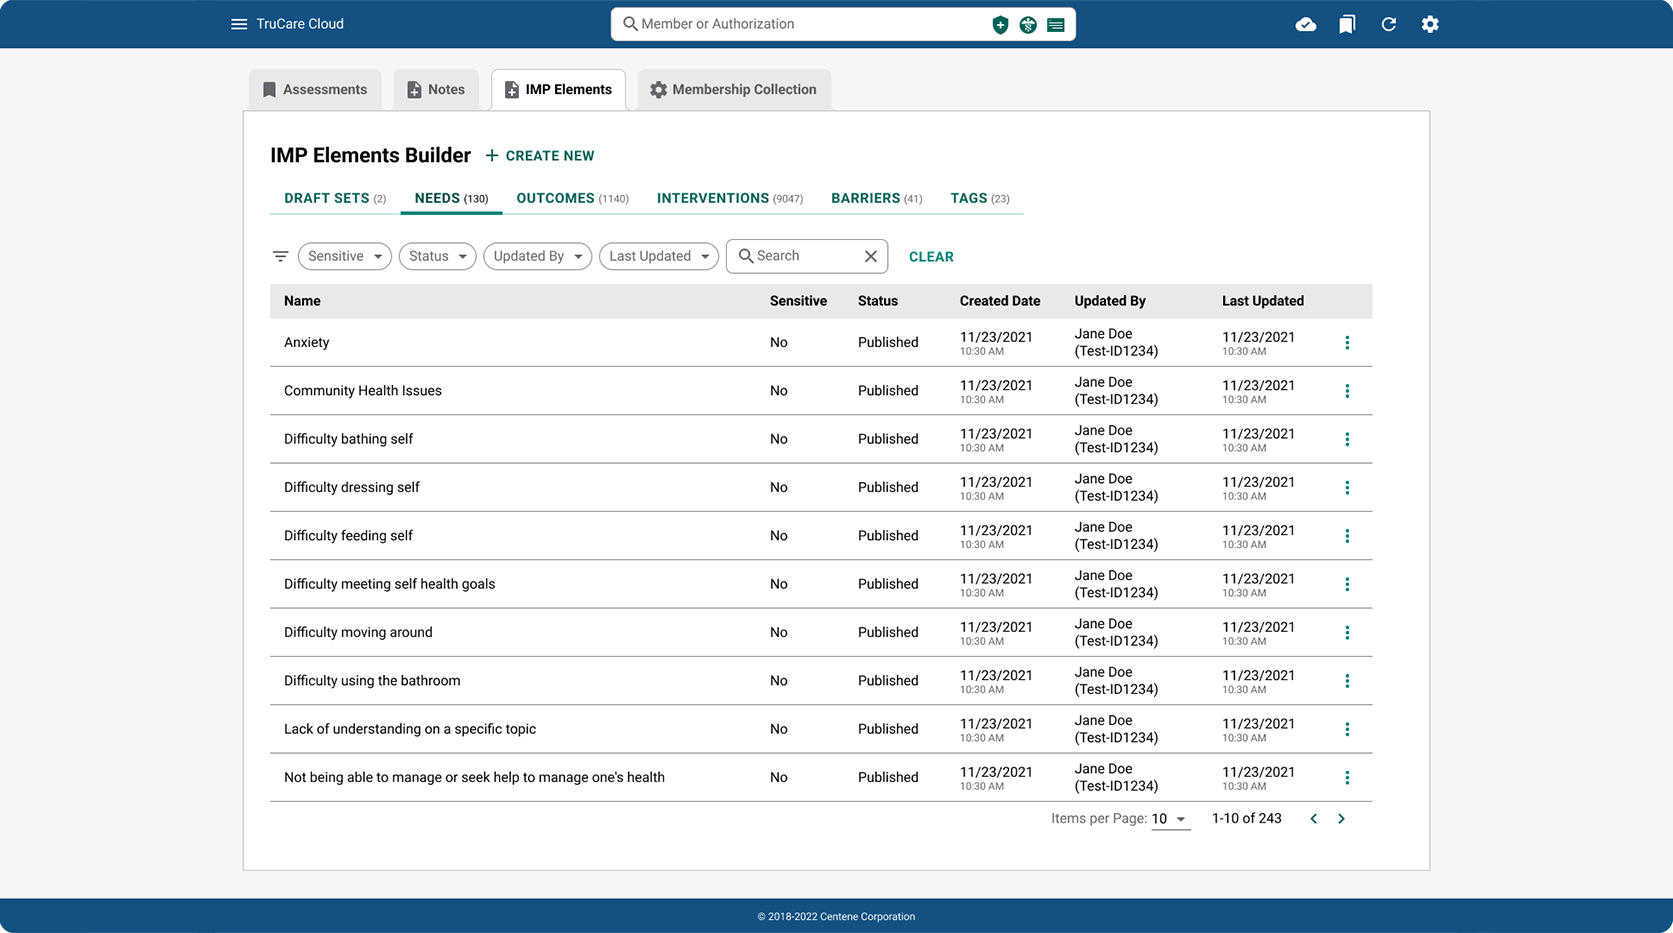 TruCare Cloud
Member or Authorization
Assessments
Notes
IMP Elements
Membership Collection
IMP Elements Builder
CREATE NEW
DRAFT SETS (2)
NEEDS (130)
OUTCOMES (1140)
INTERVENTIONS (9047)
BARRIERS (41)
TAGS (23)
Sensitive
Status
Updated By
Last Updated
Search
CLEAR
Name Sensitive Status Created Date Updated By Last Updated
Anxiety No Published 11/23/2021 10:30 AM Jane Doe (Test-ID1234) 11/23/2021 10:30 AM
Community Health Issues No Published 11/23/2021 10:30 AM Jane Doe (Test-ID1234) 11/23/2021 10:30 AM
Difficulty bathing self No Published 11/23/2021 10:30 AM Jane Doe (Test-ID1234) 11/23/2021 10:30 AM
Difficulty dressing self No Published 11/23/2021 10:30 AM Jane Doe (Test-ID1234) 11/23/2021 10:30 AM
Difficulty feeding self No Published 11/23/2021 10:30 AM Jane Doe (Test-ID1234) 11/23/2021 10:30 AM
Difficulty meeting self health goals No Published 11/23/2021 10:30 AM Jane Doe (Test-ID1234) 11/23/2021 10:30 AM
Difficulty moving around No Published 11/23/2021 10:30 AM Jane Doe (Test-ID1234) 11/23/2021 10:30 AM
Difficulty using the bathroom No Published 11/23/2021 10:30 AM Jane Doe (Test-ID1234) 11/23/2021 10:30 AM
Lack of understanding on a specific topic No Published 11/23/2021 10:30 AM Jane Doe (Test-ID1234) 11/23/2021 10:30 AM
Not being able to manage or seek help to manage one's health No Published 11/23/2021 10:30 AM Jane Doe (Test-ID1234) 11/23/2021 10:30 AM
Items per Page: 10 1-10 of 243
© 2018-2022 Centene Corporation